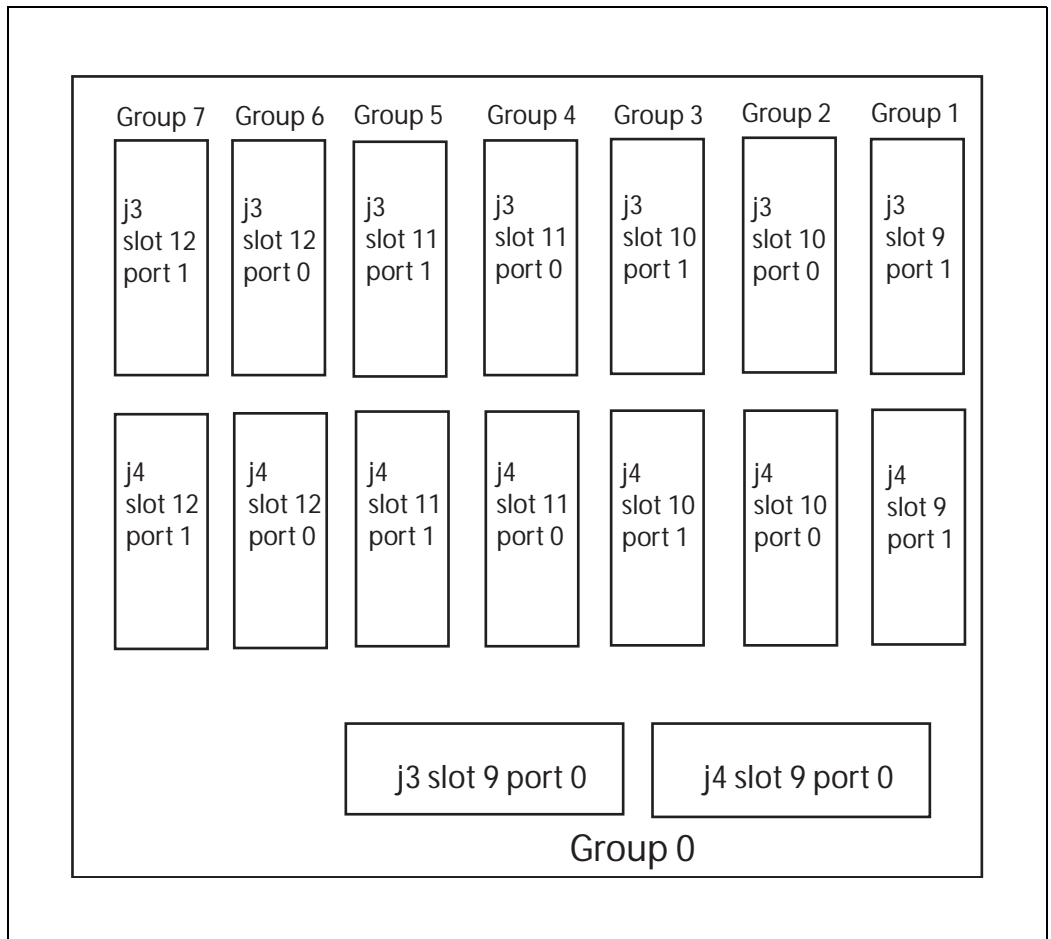 Group 7
Group 6
Group 5
Group 4
Group 3
Group 2
Group 1
j3
slot 12
port 1
j3
slot 12
port 0
j3
slot 11
port 1
j3
slot 11
port 0
j3
slot 10
port 1
j3
slot 10
port 0
j3
slot 9
port 1
j4
slot 12
port 1
j4
slot 12
port 0
j4
slot 11
port 1
j4
slot 11
port 0
j4
slot 10
port 1
j4
slot 10
port 0
j4
slot 9
port 1
j3 slot 9 port 0
j4 slot 9 port 0
Group 0